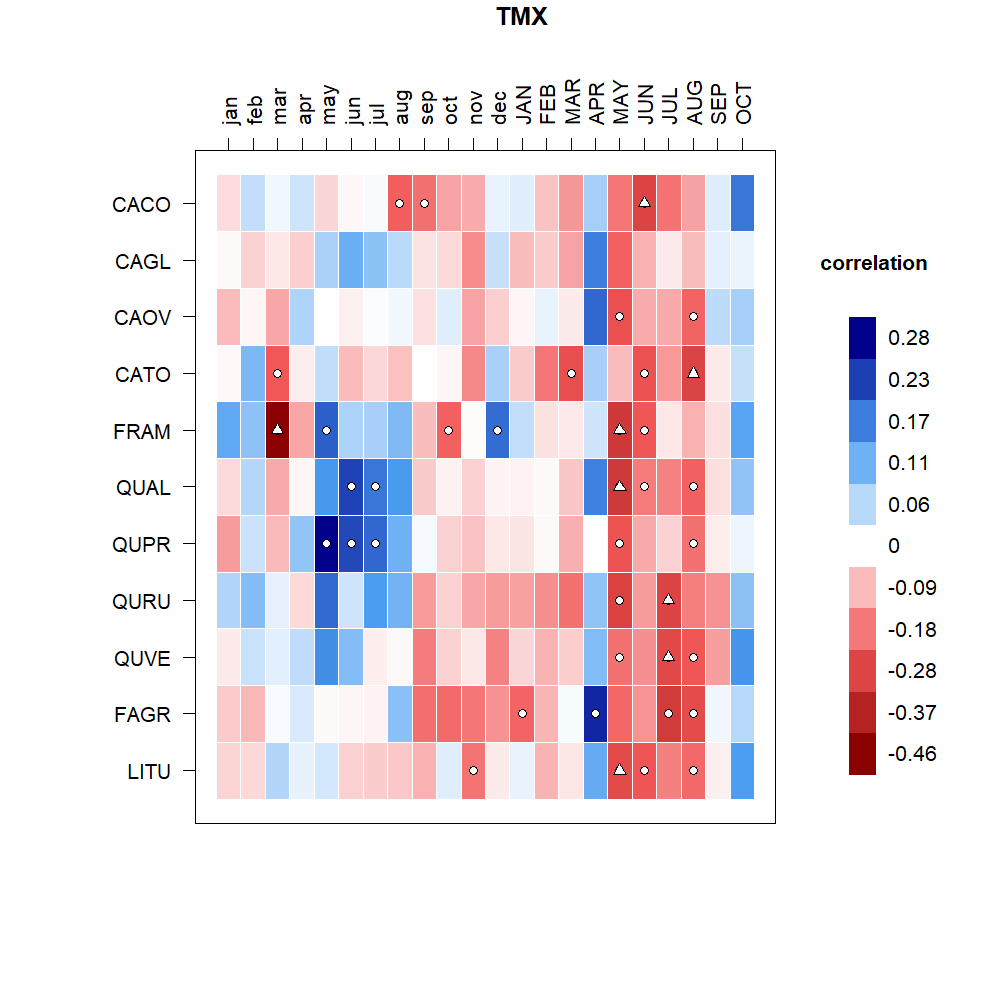 TMX
jan feb mar apr may jun jul aug sep oct nov dec JAN FEB MAR APR MAY JUN JUL AUG SEP OCT
CACO
CAGL
CAOV
CATO
FRAM
QUAL
QUPR
QURU
QUVE
FAGR
LITU
correlation
0.28
0.23
0.17
0.11
0.06
0
-0.09
-0.18
-0.28
-0.37
-0.46